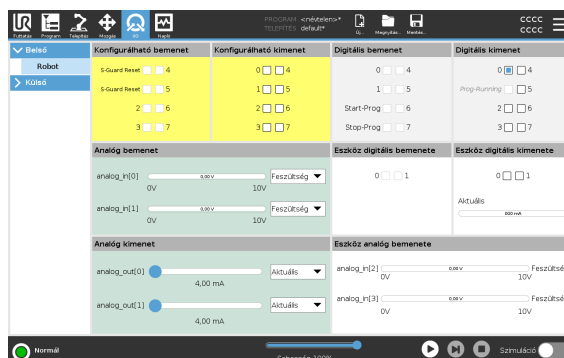 PROGRAM <névtelen>*
TELEPÍTÉS default*
CCCC
CCCC
Futtatás Program Telepítés Mozgás I/O Napló Új... Megnyitás... Mentés...
Belső
Robot
Külső
Konfigurálható bemenet
S-Guard Reset 4
S-Guard Reset 5
2 6
3 7
Konfigurálható kimenet
0 4
1 5
2 6
3 7
Digitális bemenet
0 4
1 5
Start-Prog 6
Stop-Prog 7
Digitális kimenet
0 4
Prog-Running 5
2 6
3 7
Analóg bemenet
analog_in[0] 0,00 V Feszültség
0V 10V
analog_in[1] 0,00 V Feszültség
0V 10V
Eszköz digitális bemenete
0 1
Eszköz digitális kimenete
0 1
Aktuális
000 mA
Analóg kimenet
analog_out[0] Aktuális
4,00 mA
analog_out[1] Aktuális
4,00 mA
Eszköz analóg bemenete
analog_in[2] 0,00 V Feszültsé
0V 10V
analog_in[3] 0,00 V Feszültsé
0V 10V
Normál
Sebesség 100%
Szimuláció